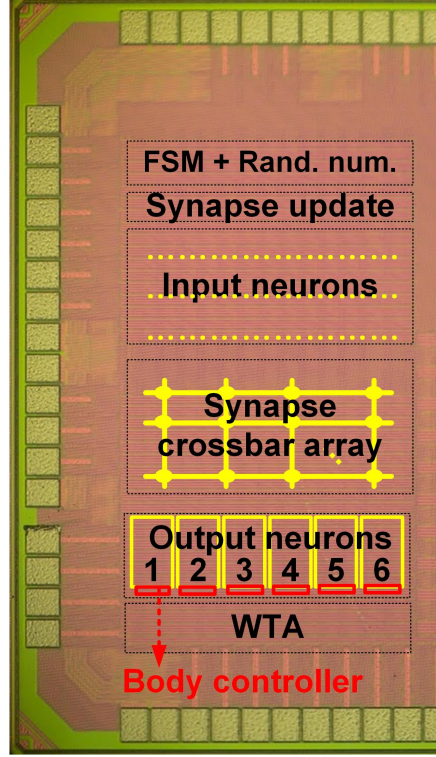 FSM + Rand. num.
Synapse update
Input neurons
Synapse
crossbar array
Output neurons
1 2 3 4 5 6
WTA
Body controller